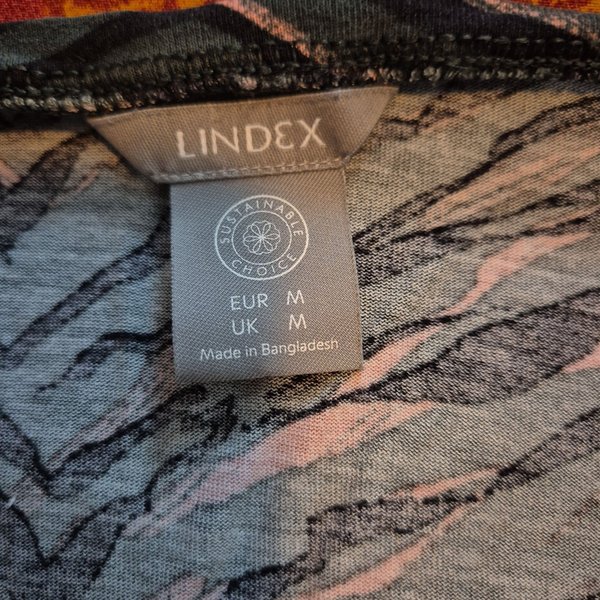 LINDEX
SUSTAINABLE
CHOICE
EUR M
UK M
Made in Bangladesh